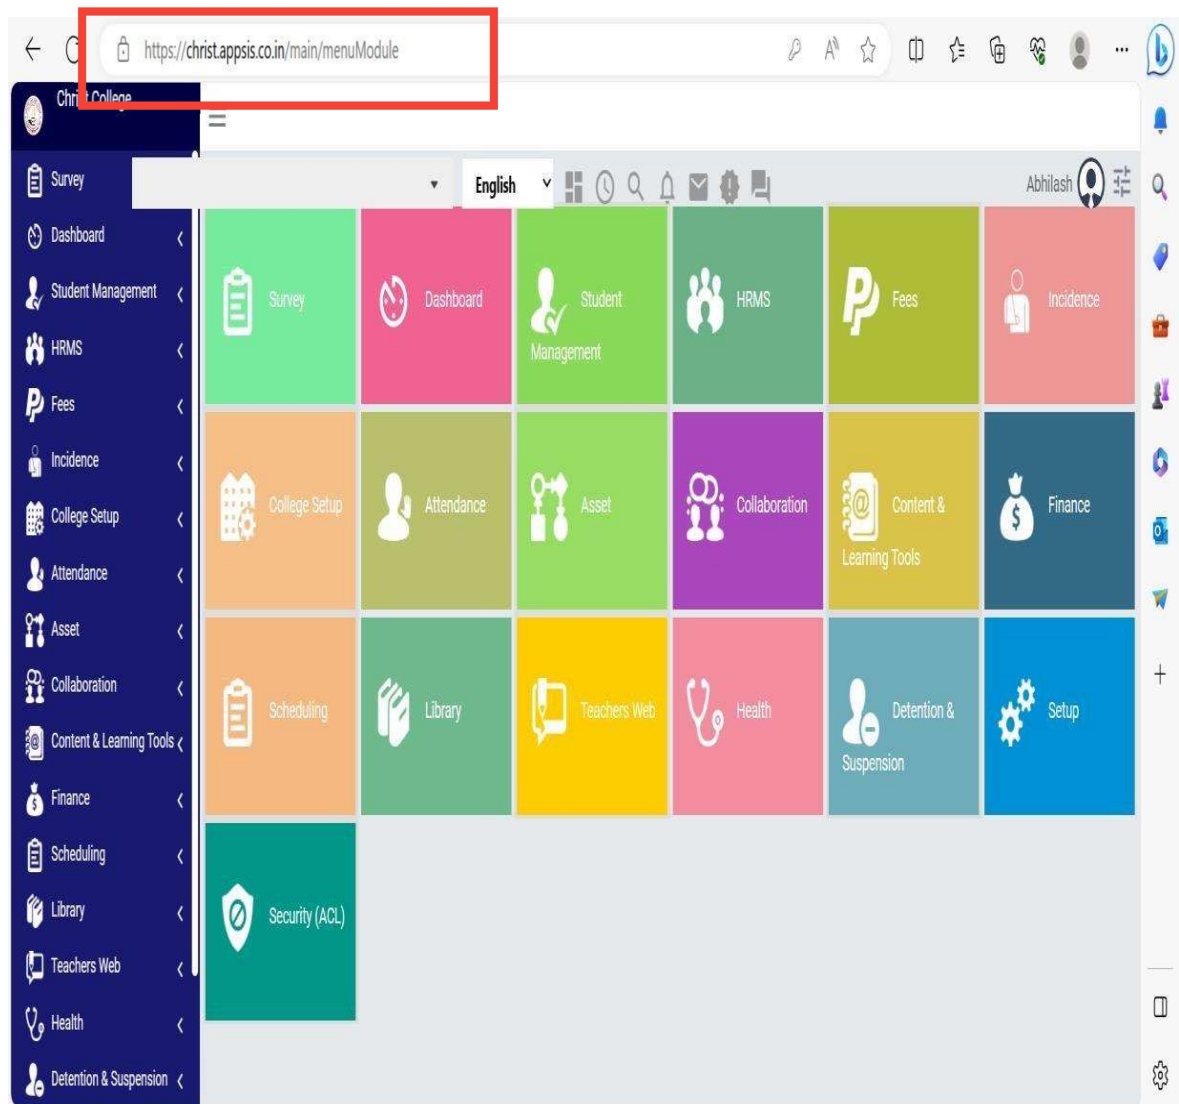 https://christ.appsis.co.in/main/menuModule
Christ College
Survey
Dashboard
Student Management
HRMS
Fees
Incidence
College Setup
Attendance
Asset
Collaboration
Content & Learning Tools
Finance
Scheduling
Library
Teachers Web
Health
Detention & Suspension
English
Abhilash
Survey
Dashboard
Student
Management
HRMS
Fees
Incidence
College Setup
Attendance
Asset
Collaboration
Content &
Learning Tools
Finance
Scheduling
Library
Teachers Web
Health
Detention &
Suspension
Setup
Security (ACL)